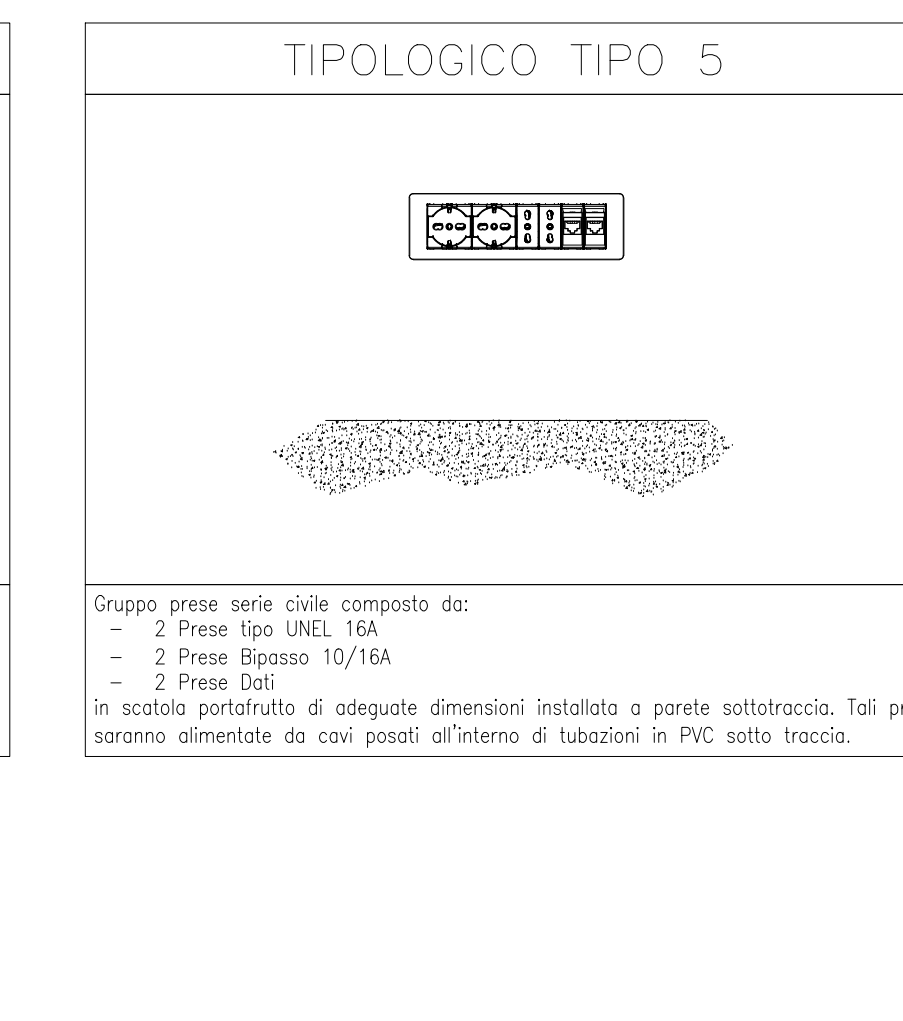 TIPOLOGICO TIPO 5
Gruppo prese serie civile composto da:
- 2 Prese tipo UNEL 16A
- 2 Prese Bipasso 10/16A
- 2 Prese Dati
in scatola portafrutto di adeguate dimensioni installata a parete sottotraccia. Tali pr
saranno alimentate da cavi posati all'interno di tubazioni in PVC sotto traccia.